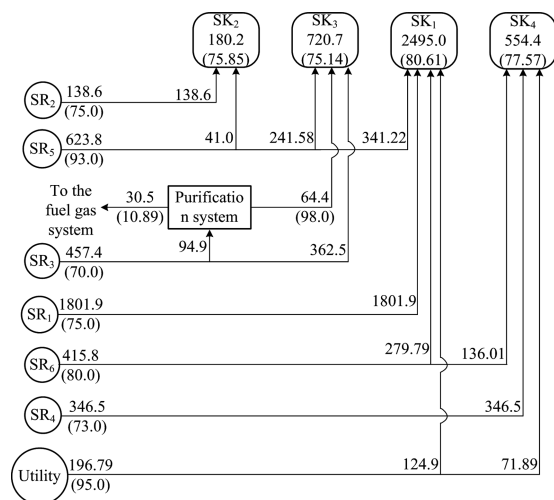 SK2 SK3 SK1 SK4
180.2 720.7 2495.0 554.4
(75.85) (75.14) (80.61) (77.57)
SR2 138.6 138.6
(75.0)
SR5 623.8 41.0 241.58 341.22
(93.0)
To the
fuel gas
system
30.5 Purificatio 64.4
(10.89) n system (98.0)
SR3 457.4 94.9 362.5
(70.0)
SR1 1801.9 1801.9
(75.0)
SR6 415.8 279.79 136.01
(80.0)
SR4 346.5 346.5
(73.0)
Utility 196.79 124.9 71.89
(95.0)